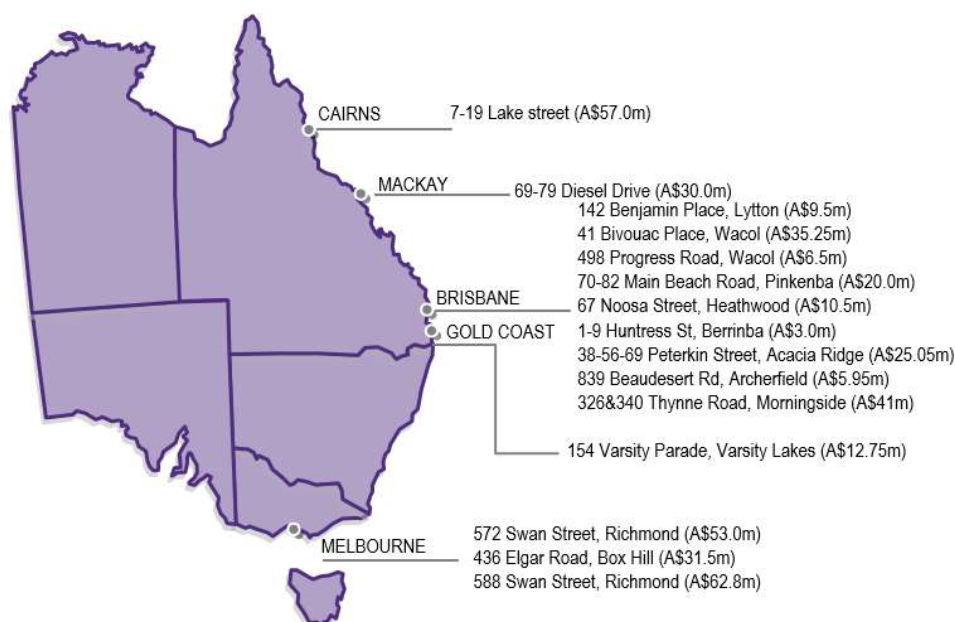 CAIRNS
7-19 Lake street (A$57.0m)
MACKAY
69-79 Diesel Drive (A$30.0m)
142 Benjamin Place, Lytton (A$9.5m)
41 Bivouac Place, Wacol (A$35.25m)
498 Progress Road, Wacol (A$6.5m)
70-82 Main Beach Road, Pinkenba (A$20.0m)
BRISBANE
67 Noosa Street, Heathwood (A$10.5m)
GOLD COAST
1-9 Huntress St, Berrinba (A$3.0m)
38-56-69 Peterkin Street, Acacia Ridge (A$25.05m)
839 Beaudesert Rd, Archerfield (A$5.95m)
326&340 Thynne Road, Morningside (A$41m)
154 Varsity Parade, Varsity Lakes (A$12.75m)
572 Swan Street, Richmond (A$53.0m)
MELBOURNE
436 Elgar Road, Box Hill (A$31.5m)
588 Swan Street, Richmond (A$62.8m)